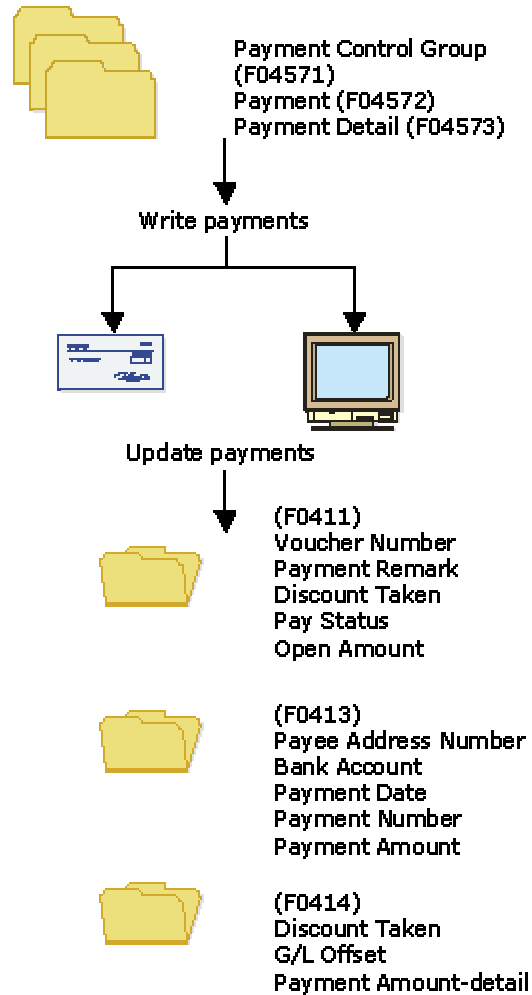 Payment Control Group
(F04571)
Payment (F04572)
Payment Detail (F04573)
Write payments
Update payments
(F0411)
Voucher Number
Payment Remark
Discount Taken
Pay Status
Open Amount
(F0413)
Payee Address Number
Bank Account
Payment Date
Payment Number
Payment Amount
(F0414)
Discount Taken
G/L Offset
Payment Amount-detail